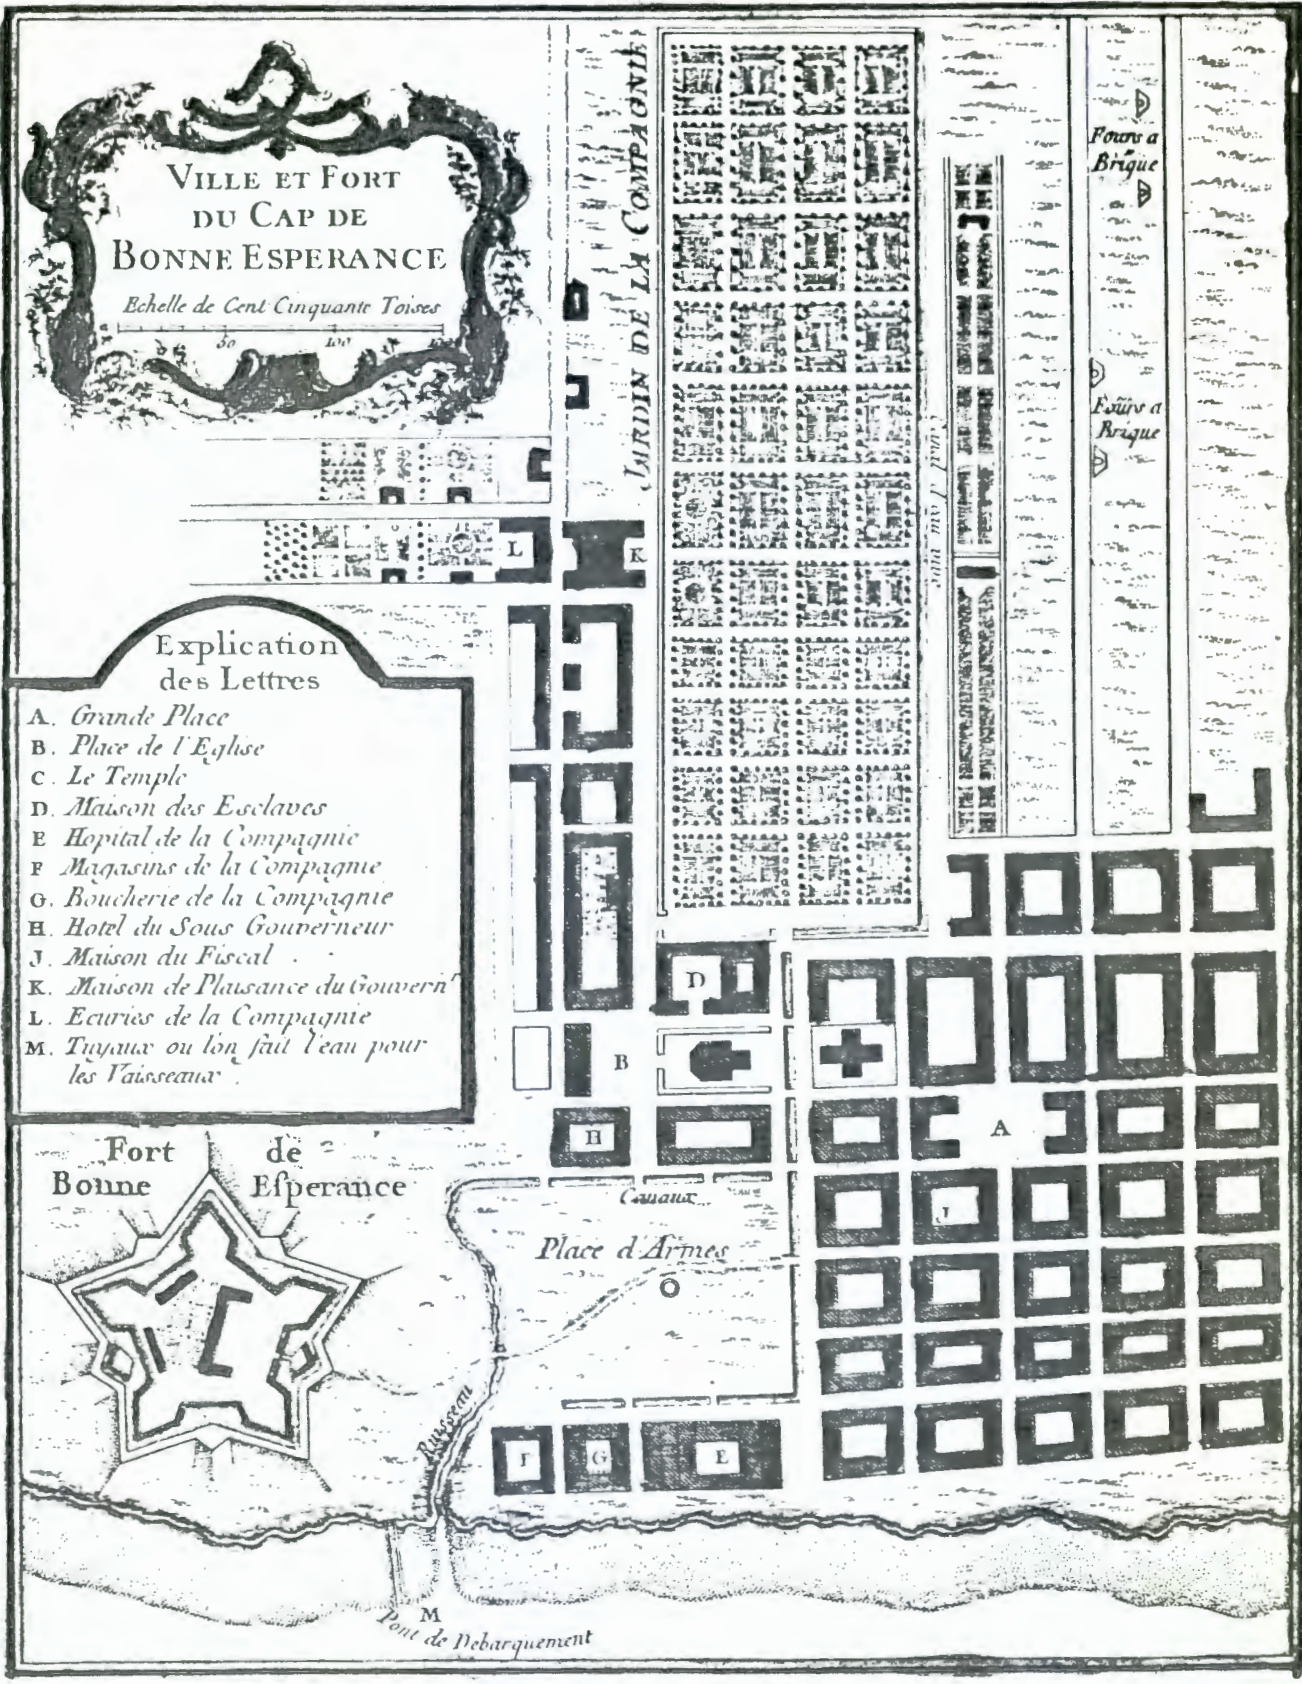 VILLE ET FORT
DU CAP DE
BONNE ESPERANCE
Echelle de Cent Cinquante Toises
50 100
JARDIN DE LA COMPAGNIE
Fours a
Brique
Fours a
Brique
Canal d'eau vive
L
K
Explication
des Lettres
A. Grande Place
B. Place de l'Eglise
C. Le Temple
D. Maison des Esclaves
E Hopital de la Compagnie
F Magasins de la Compagnie
G. Boucherie de la Compagnie
H. Hotel du Sous Gouverneur
J. Maison du Fiscal
K. Maison de Plaisance du Gouvern.r
L. Ecuries de la Compagnie
M. Tuyaux ou l'on fait l'eau pour
les Vaisseaux.
D
B
H
A
J
Fort de
Bonne Esperance
Canaux
Place d'Armes
Ruisseau
F
G
E
M
Pont de Debarquement